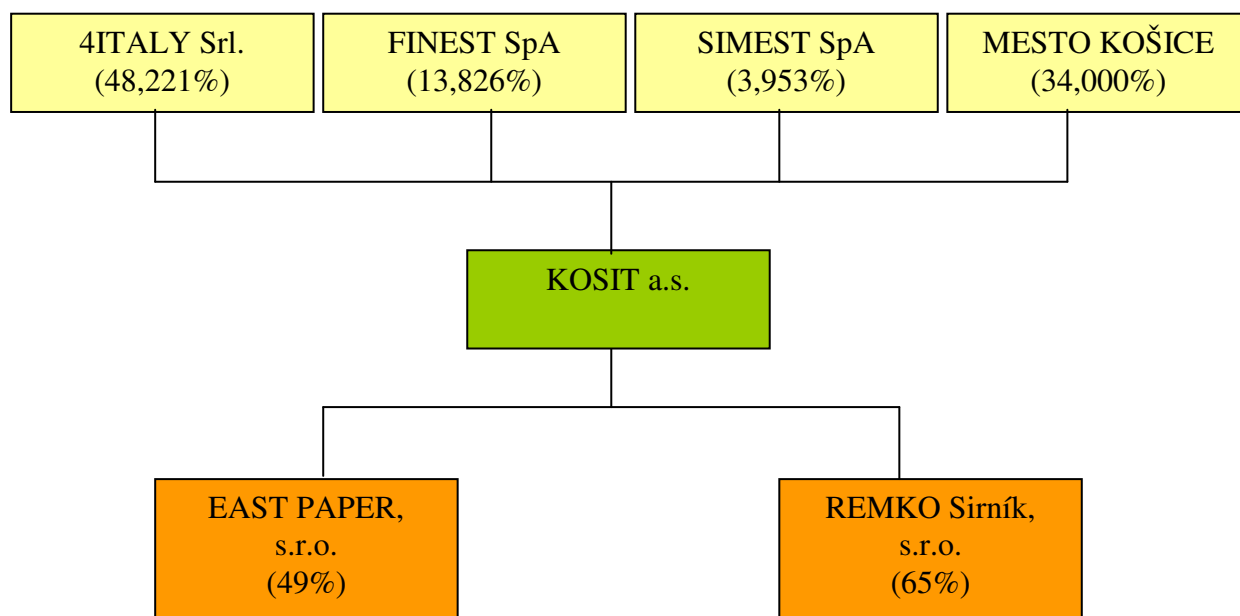 4ITALY Srl.
(48,221%)
FINEST SpA
(13,826%)
SIMEST SpA
(3,953%)
MESTO KOŠICE
(34,000%)
KOSIT a.s.
EAST PAPER,
s.r.o.
(49%)
REMKO Sirník,
s.r.o.
(65%)